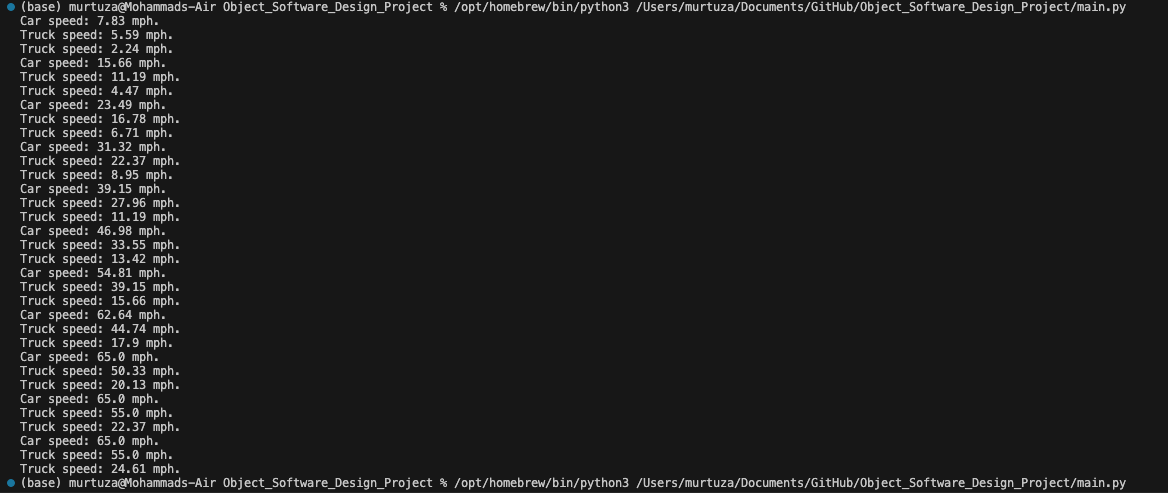 (base) murtuza@Mohammads-Air Object_Software_Design_Project % /opt/homebrew/bin/python3 /Users/murtuza/Documents/GitHub/Object_Software_Design_Project/main.py
Car speed: 7.83 mph.
Truck speed: 5.59 mph.
Truck speed: 2.24 mph.
Car speed: 15.66 mph.
Truck speed: 11.19 mph.
Truck speed: 4.47 mph.
Car speed: 23.49 mph.
Truck speed: 16.78 mph.
Truck speed: 6.71 mph.
Car speed: 31.32 mph.
Truck speed: 22.37 mph.
Truck speed: 8.95 mph.
Car speed: 39.15 mph.
Truck speed: 27.96 mph.
Truck speed: 11.19 mph.
Car speed: 46.98 mph.
Truck speed: 33.55 mph.
Truck speed: 13.42 mph.
Car speed: 54.81 mph.
Truck speed: 39.15 mph.
Truck speed: 15.66 mph.
Car speed: 62.64 mph.
Truck speed: 44.74 mph.
Truck speed: 17.9 mph.
Car speed: 65.0 mph.
Truck speed: 50.33 mph.
Truck speed: 20.13 mph.
Car speed: 65.0 mph.
Truck speed: 55.0 mph.
Truck speed: 22.37 mph.
Car speed: 65.0 mph.
Truck speed: 55.0 mph.
Truck speed: 24.61 mph.
(base) murtuza@Mohammads-Air Object_Software_Design_Project % /opt/homebrew/bin/python3 /Users/murtuza/Documents/GitHub/Object_Software_Design_Project/main.py